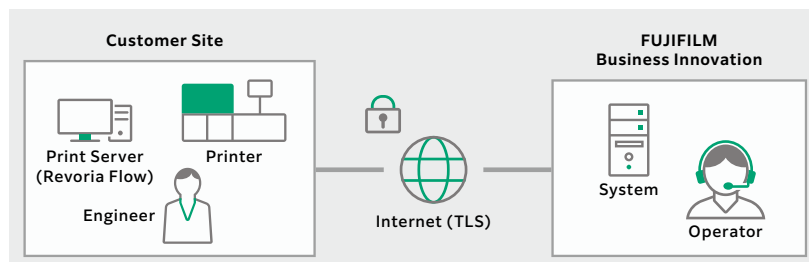 Customer Site
FUJIFILM
Business Innovation
Print Server
(Revoria Flow)
Printer
Engineer
Internet (TLS)
System
Operator